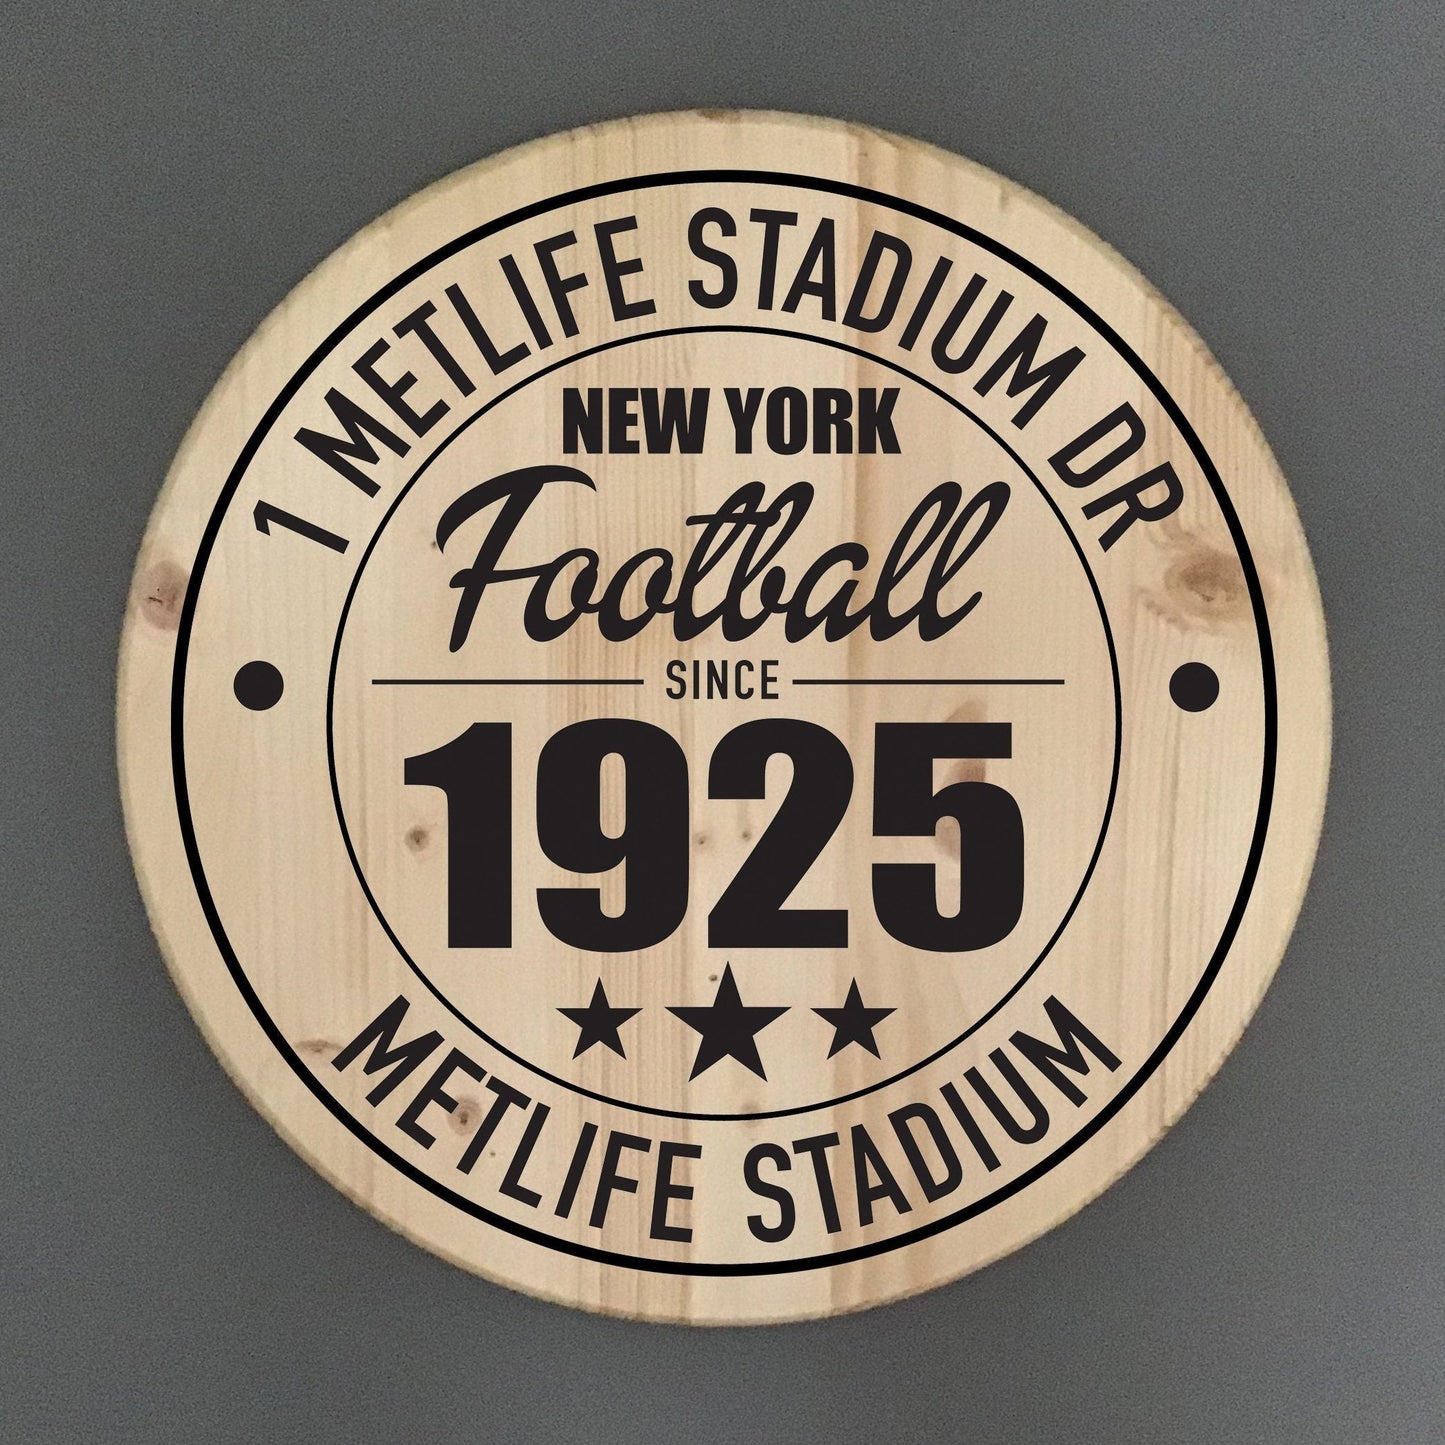 1 METLIFE STADIUM DR
NEW YORK
Football
SINCE
1925
METLIFE STADIUM